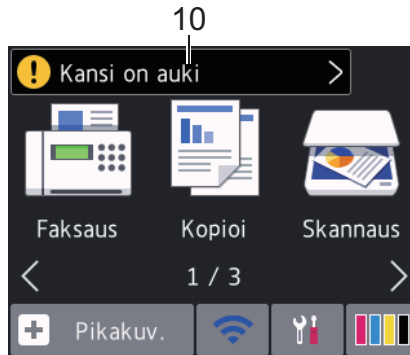 10
Kansi on auki
Faksaus Kopioi Skannaus
1 / 3
Pikakuv.